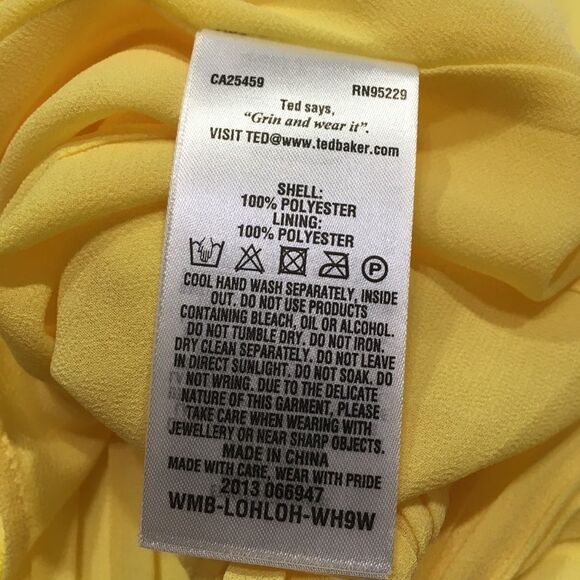 CA25459 RN95229
Ted says,
"Grin and wear it".
VISIT TED@www.tedbaker.com
SHELL:
100% POLYESTER
LINING:
100% POLYESTER
P
COOL HAND WASH SEPARATELY, INSIDE
OUT. DO NOT USE PRODUCTS
CONTAINING BLEACH, OIL OR ALCOHOL.
DO NOT TUMBLE DRY. DO NOT IRON.
DRY CLEAN SEPARATELY. DO NOT LEAVE
IN DIRECT SUNLIGHT. DO NOT SOAK. DO
NOT WRING. DUE TO THE DELICATE
NATURE OF THIS GARMENT, PLEASE
TAKE CARE WHEN WEARING WITH
JEWELLERY OR NEAR SHARP OBJECTS.
MADE IN CHINA
MADE WITH CARE, WEAR WITH PRIDE
2013 066947
WMB-LOHLOH-WH9W